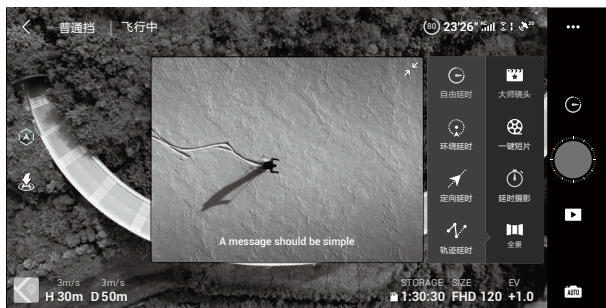 普通挡 | 飞行中
80 23'26" RC 20
自由延时 大师镜头
环绕延时 一键短片
定向延时 延时摄影
轨迹延时 全景
A message should be simple
3m/s 3m/s STORAGE SIZE EV
H 30m D 50m 1:30:30 FHD 120 +1.0
AUTO